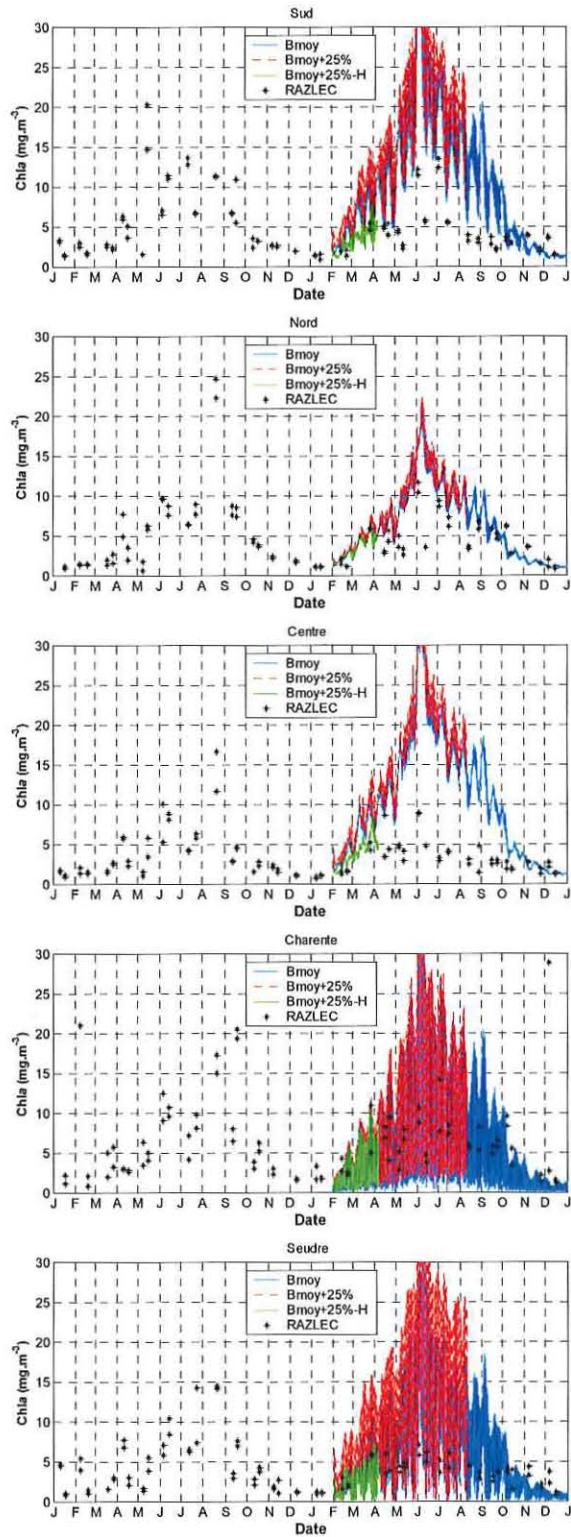 Sud
30
25
20
15
10
5
0
Chla (mg.m-3)
Bmoy
Bmoy+25%
Bmoy+25%-H
RAZLEC
J F M A M J J A S O N D J F M A M J J A S O N D J
Date
Nord
30
25
20
15
10
5
0
Chla (mg.m-3)
Bmoy
Bmoy+25%
Bmoy+25%-H
RAZLEC
J F M A M J J A S O N D J F M A M J J A S O N D J
Date
Centre
30
25
20
15
10
5
0
Chla (mg.m-3)
Bmoy
Bmoy+25%
Bmoy+25%-H
RAZLEC
J F M A M J J A S O N D J F M A M J J A S O N D J
Date
Charente
30
25
20
15
10
5
0
Chla (mg.m-3)
Bmoy
Bmoy+25%
Bmoy+25%-H
RAZLEC
J F M A M J J A S O N D J F M A M J J A S O N D J
Date
Seudre
30
25
20
15
10
5
0
Chla (mg.m-3)
Bmoy
Bmoy+25%
Bmoy+25%-H
RAZLEC
J F M A M J J A S O N D J F M A M J J A S O N D J
Date